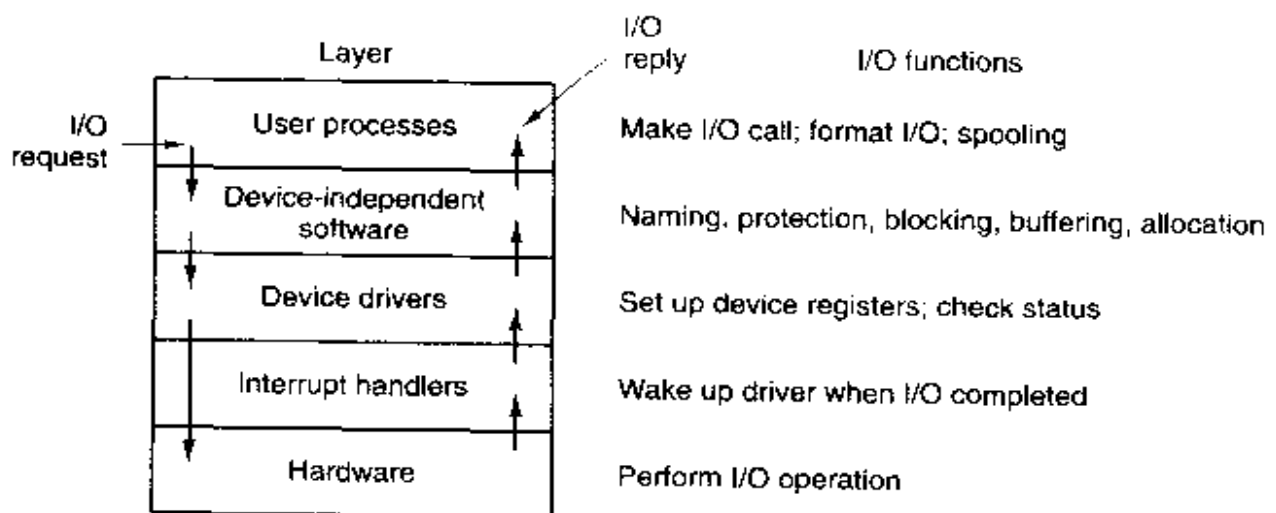 Layer
I/O
reply
I/O functions
I/O
request
User processes
Make I/O call; format I/O; spooling
Device-independent
software
Naming, protection, blocking, buffering, allocation
Device drivers
Set up device registers; check status
Interrupt handlers
Wake up driver when I/O completed
Hardware
Perform I/O operation